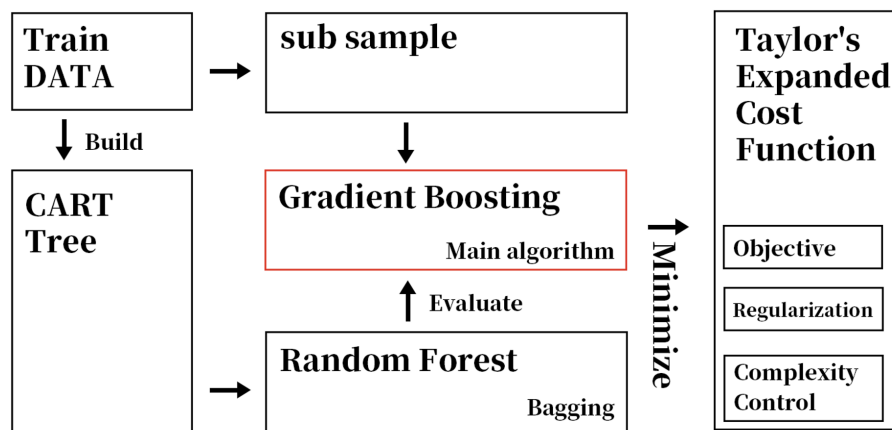 Train
DATA
sub sample
Taylor's
Expanded
Cost
Function
Build
CART
Tree
Gradient Boosting
Main algorithm
Minimize
Evaluate
Random Forest
Bagging
Objective
Regularization
Complexity
Control